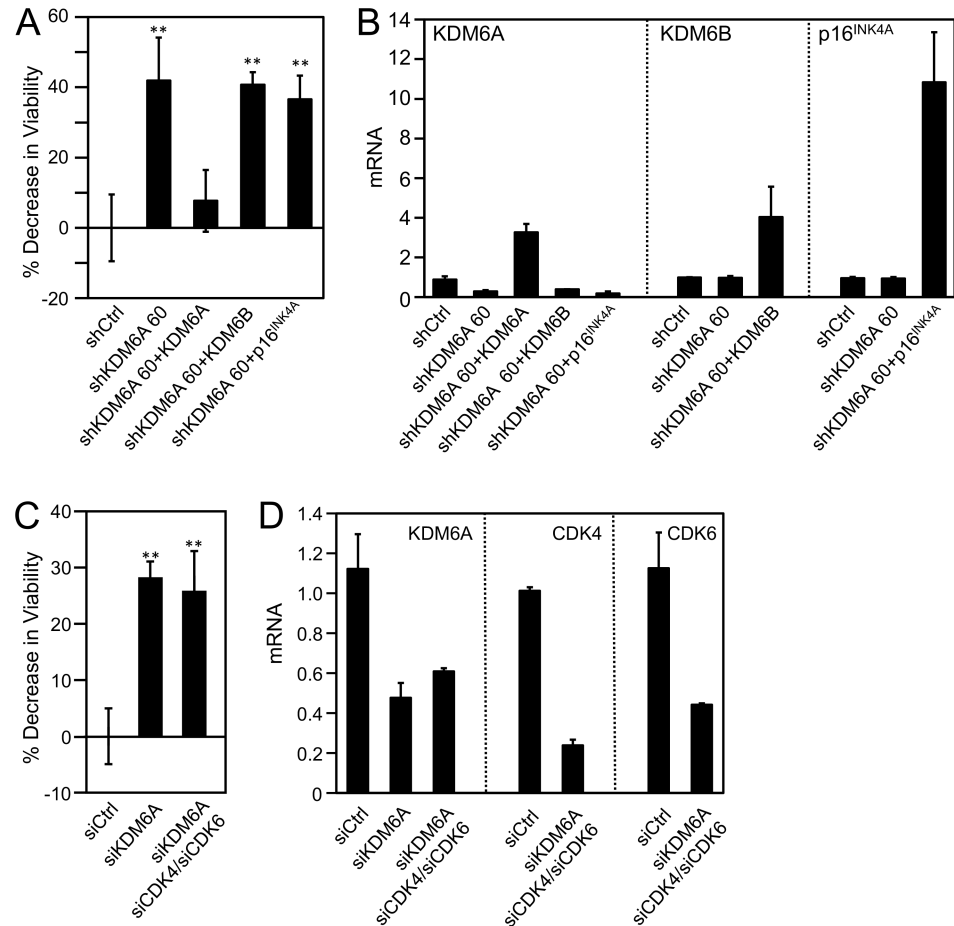 A
% Decrease in Viability
60
40
20
0
-20
**
**
**
shCtrl
shKDM6A 60
shKDM6A 60+KDM6A
shKDM6A 60+KDM6B
shKDM6A 60+p16INK4A
B
mRNA
14
12
10
8
6
4
2
0
KDM6A
KDM6B
p16INK4A
shCtrl
shKDM6A 60
shKDM6A 60+KDM6A
shKDM6A 60+KDM6B
shKDM6A 60+p16INK4A
shCtrl
shKDM6A 60
shKDM6A 60+KDM6B
shCtrl
shKDM6A 60
shKDM6A 60+p16INK4A
C
% Decrease in Viability
40
30
20
10
0
-10
**
**
siCtrl
siKDM6A
siKDM6A
siCDK4/siCDK6
D
mRNA
1.4
1.2
1.0
0.8
0.6
0.4
0.2
0
KDM6A
CDK4
CDK6
siCtrl
siKDM6A
siKDM6A
siCDK4/siCDK6
siCtrl
siKDM6A
siCDK4/siCDK6
siCtrl
siKDM6A
siCDK4/siCDK6